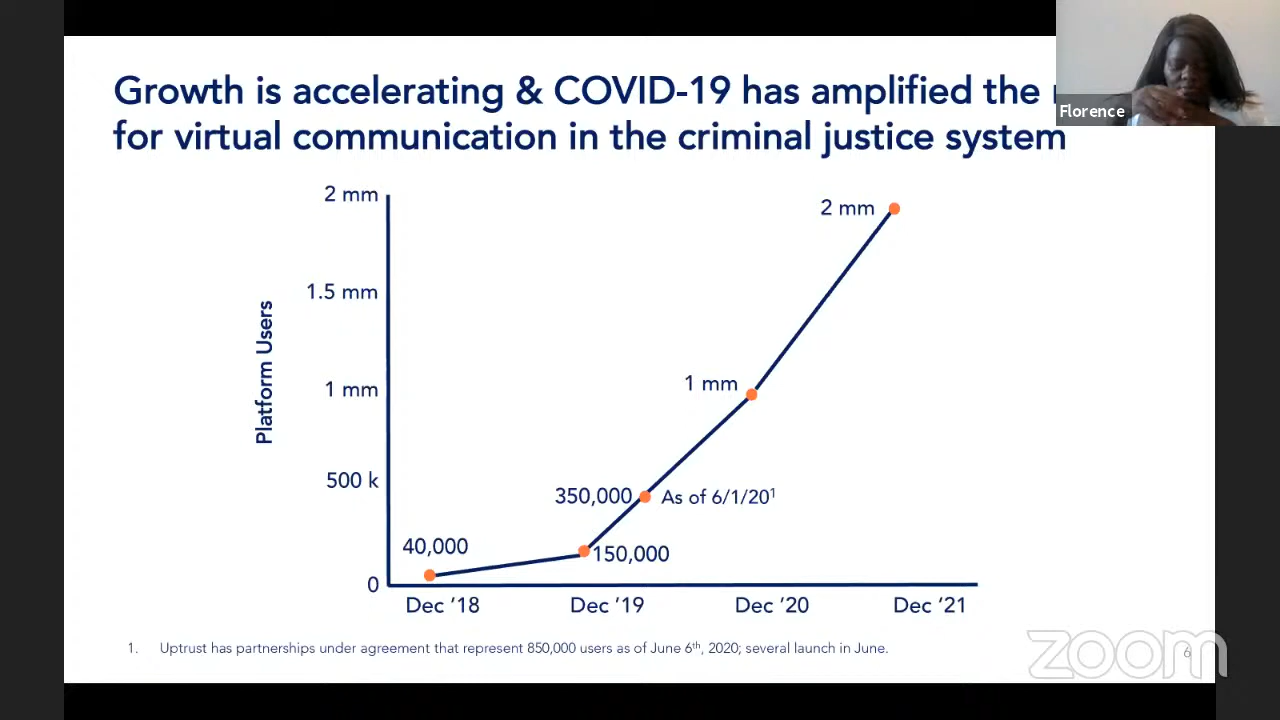 Growth is accelerating & COVID-19 has amplified the
for virtual communication in the criminal justice system
Florence
2 mm
1.5 mm
1 mm
500 k
0
Platform Users
40,000
150,000
350,000
As of 6/1/20¹
1 mm
2 mm
Dec '18
Dec '19
Dec '20
Dec '21
1. Uptrust has partnerships under agreement that represent 850,000 users as of June 6th, 2020; several launch in June.
zoom
6